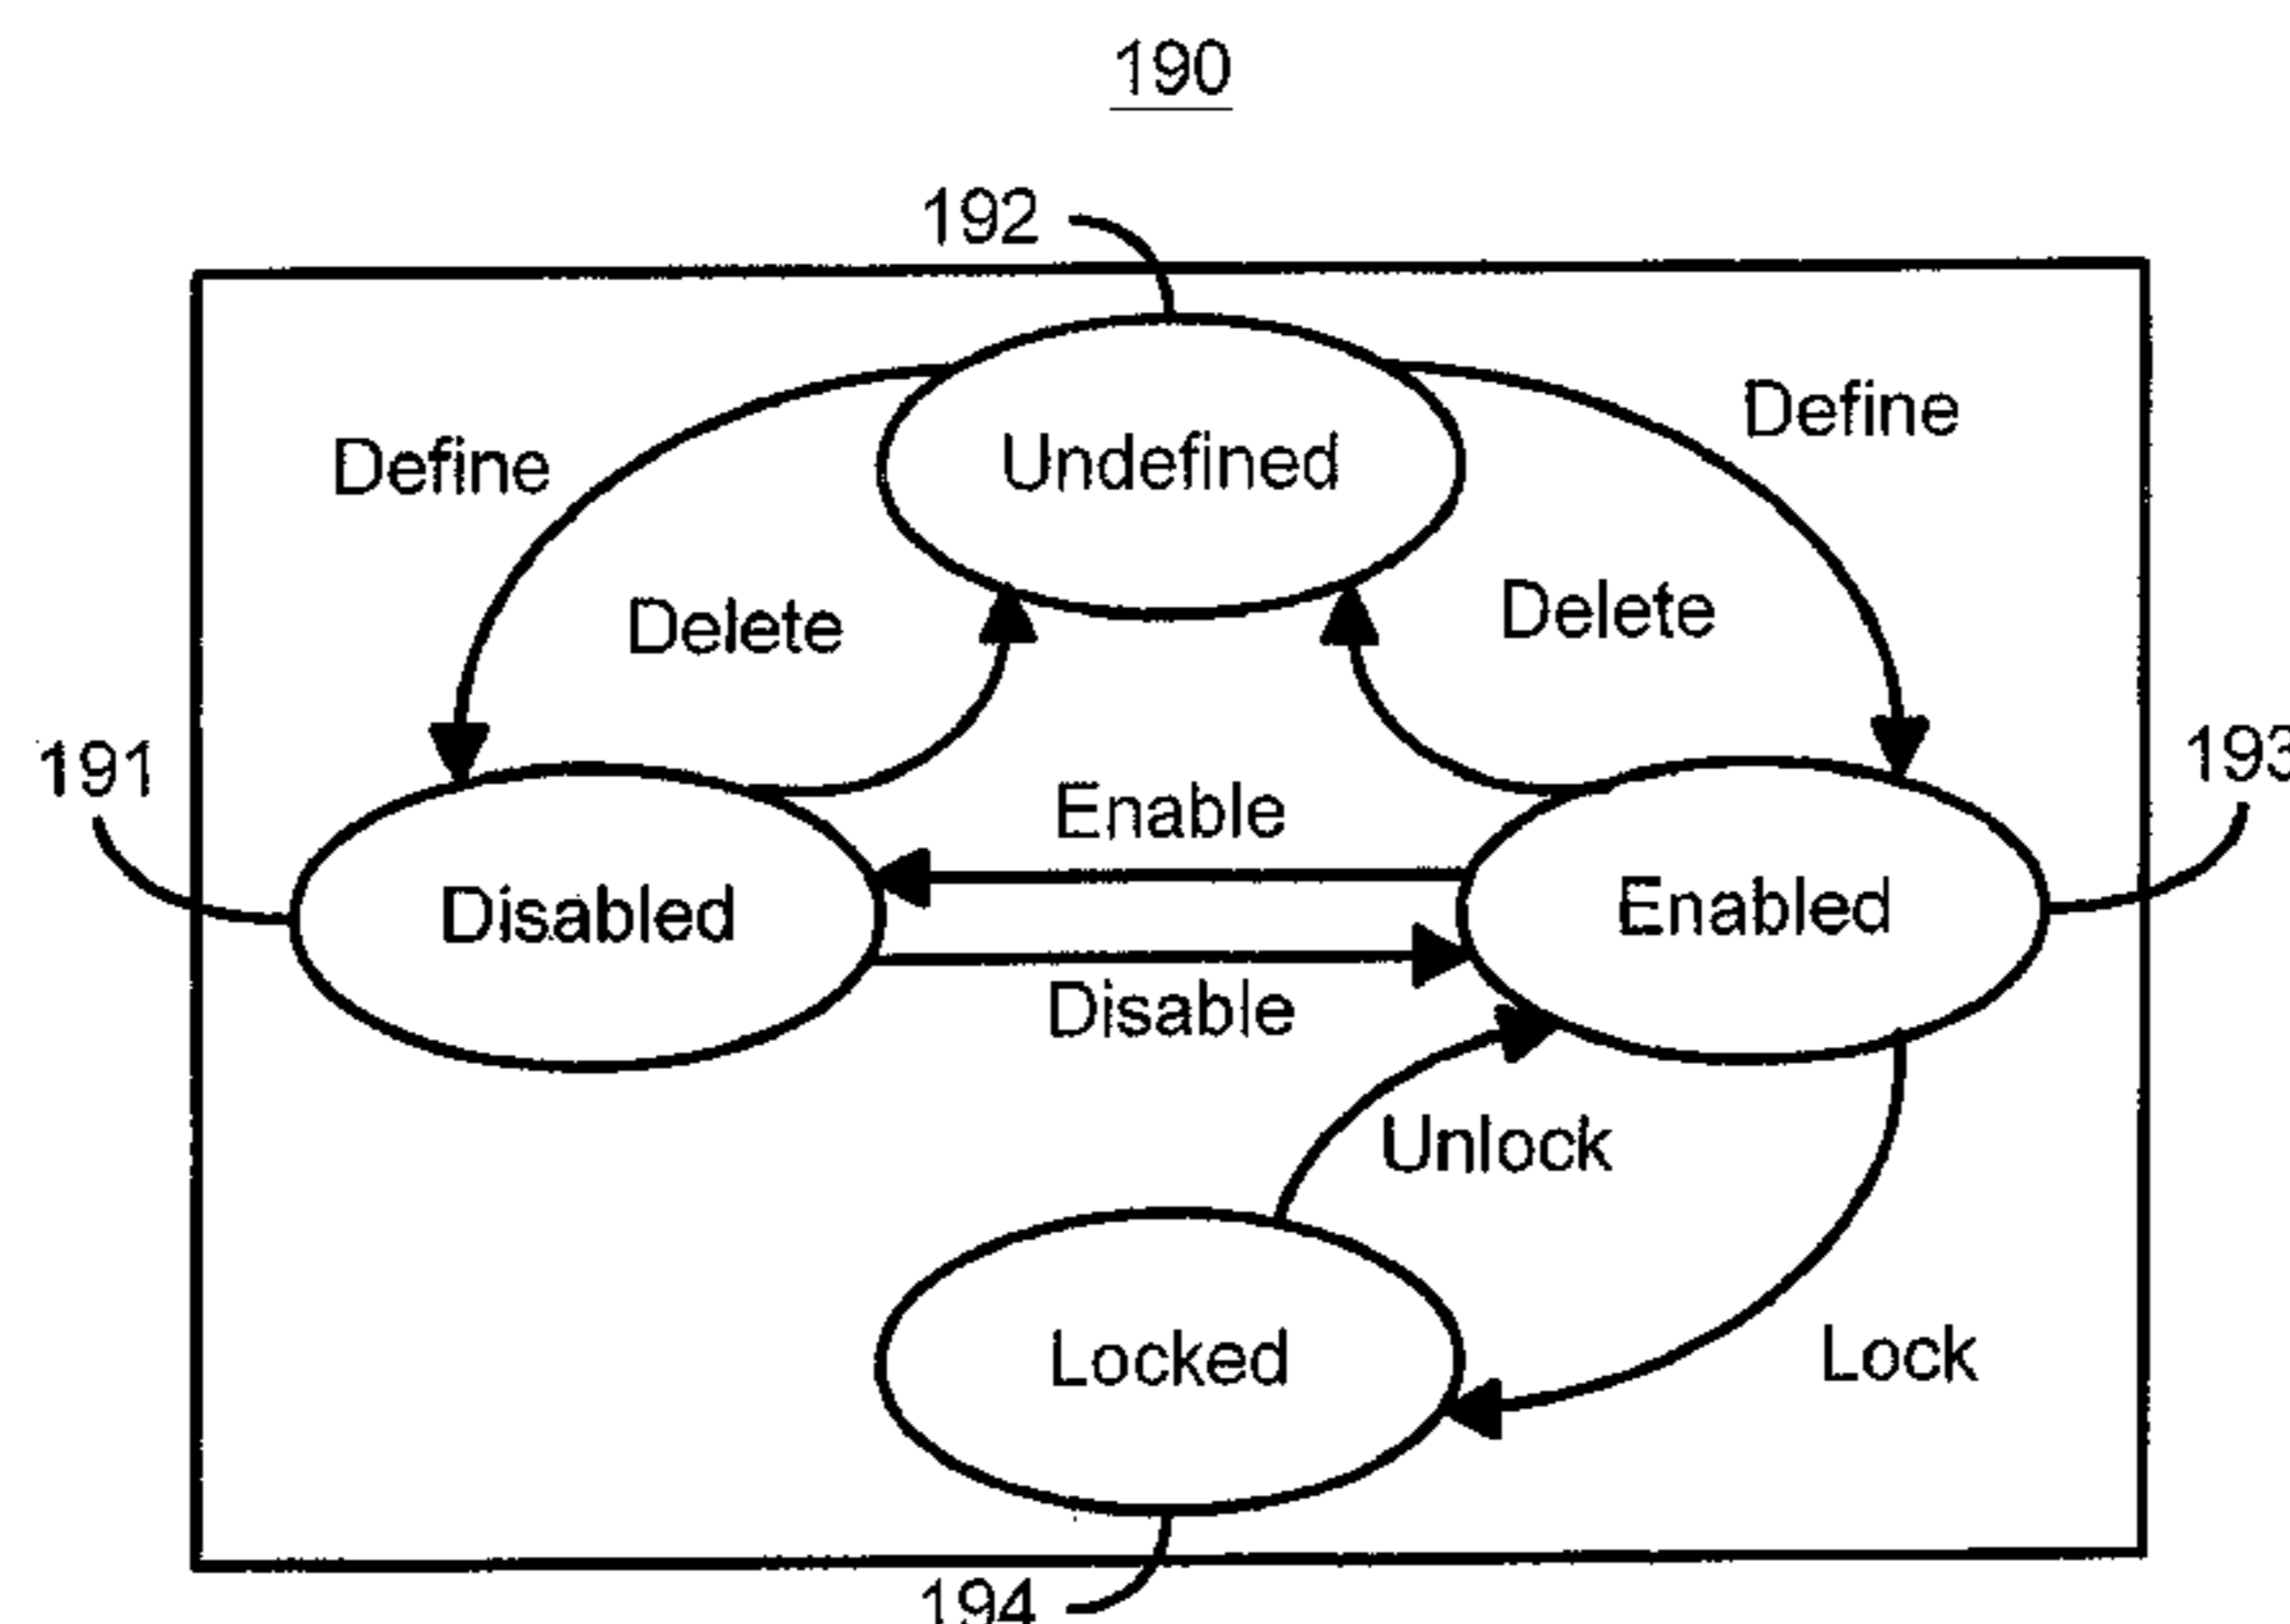 190
192
Define
Undefined
Define
Delete
Delete
191
193
Enable
Disabled
Enabled
Disable
Unlock
Locked
Lock
194